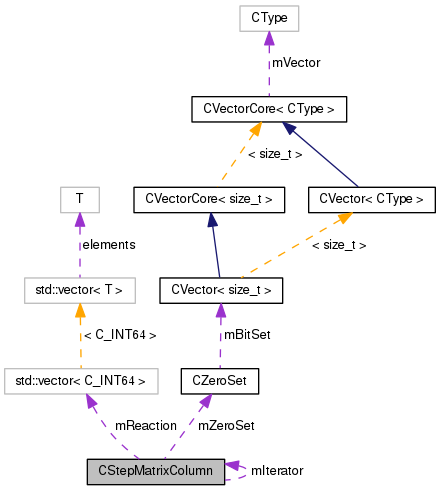 CType
mVector
CVectorCore< CType >
< size_t >
T
CVectorCore< size_t >
CVector< CType >
elements
< size_t >
std::vector< T >
CVector< size_t >
< C_INT64 >
mBitSet
std::vector< C_INT64 >
CZeroSet
mReaction
mZeroSet
CStepMatrixColumn
mIterator